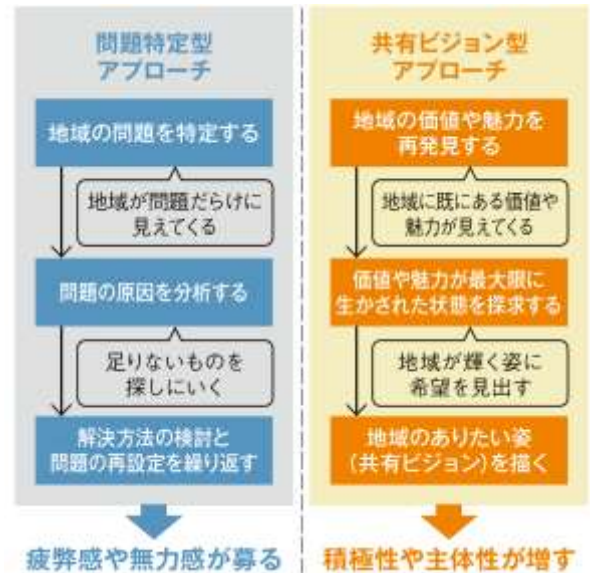 問題特定型
アプローチ
地域の問題を特定する
地域が問題だらけに
見えてくる
問題の原因を分析する
足りないものを
探しにいく
解決方法の検討と
問題の再設定を繰り返す
疲弊感や無力感が募る
共有ビジョン型
アプローチ
地域の価値や魅力を
再発見する
地域に既にある価値や
魅力が見えてくる
価値や魅力が最大限に
生かされた状態を探求する
地域が輝く姿に
希望を見出す
地域のありたい姿
(共有ビジョン)を描く
積極性や主体性が増す